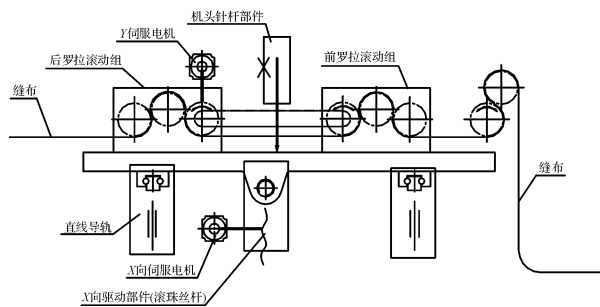 机头针杆部件
Y伺服电机
后罗拉滚动组
前罗拉滚动组
缝布
缝布
直线导轨
X向伺服电机
X向驱动部件(滚珠丝杆)